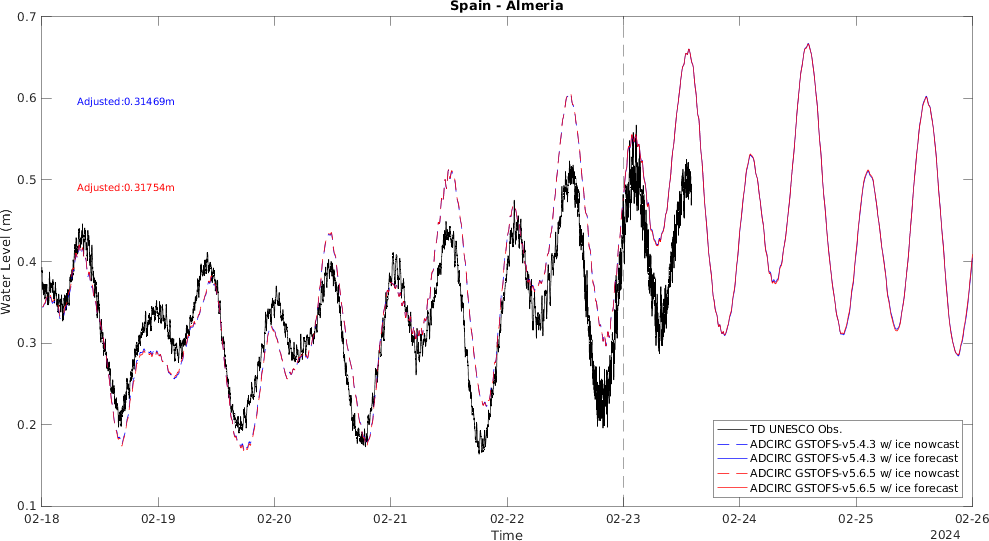 Spain - Almeria
0.7
0.6
0.5
0.4
0.3
0.2
0.1
Water Level (m)
Adjusted:0.31469m
Adjusted:0.31754m
TD UNESCO Obs.
ADCIRC GSTOFS-v5.4.3 w/ ice nowcast
ADCIRC GSTOFS-v5.4.3 w/ ice forecast
ADCIRC GSTOFS-v5.6.5 w/ ice nowcast
ADCIRC GSTOFS-v5.6.5 w/ ice forecast
02-18 02-19 02-20 02-21 02-22 02-23 02-24 02-25 02-26
Time
2024